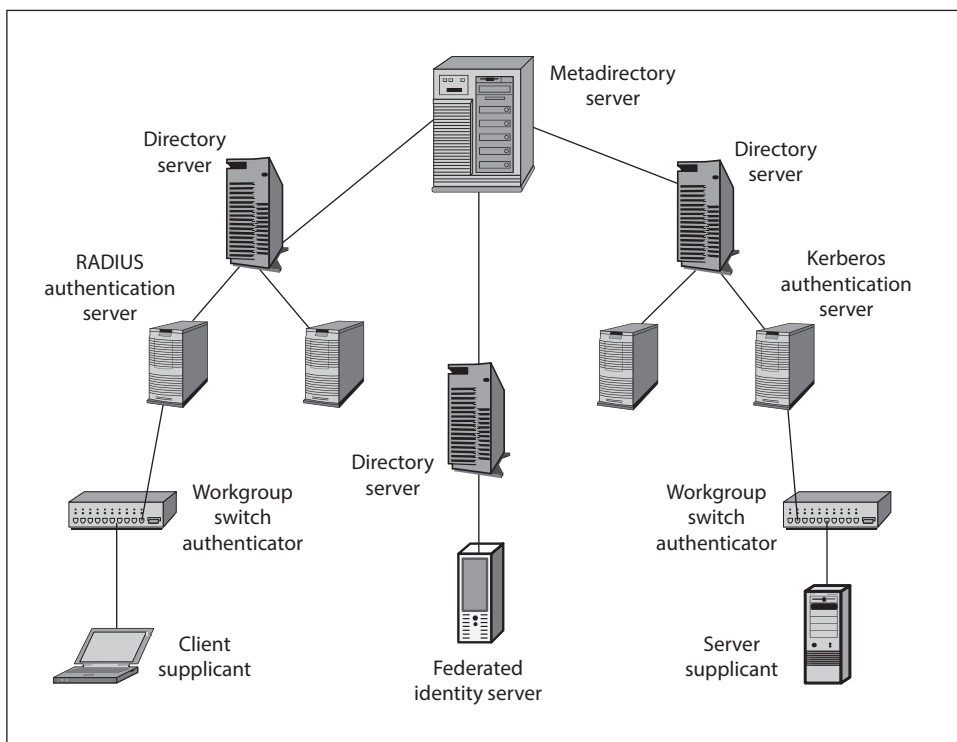 Metadirectory
server
Directory
server
Directory
server
RADIUS
authentication
server
Kerberos
authentication
server
Directory
server
Workgroup
switch
authenticator
Workgroup
switch
authenticator
Client
supplicant
Federated
identity server
Server
supplicant